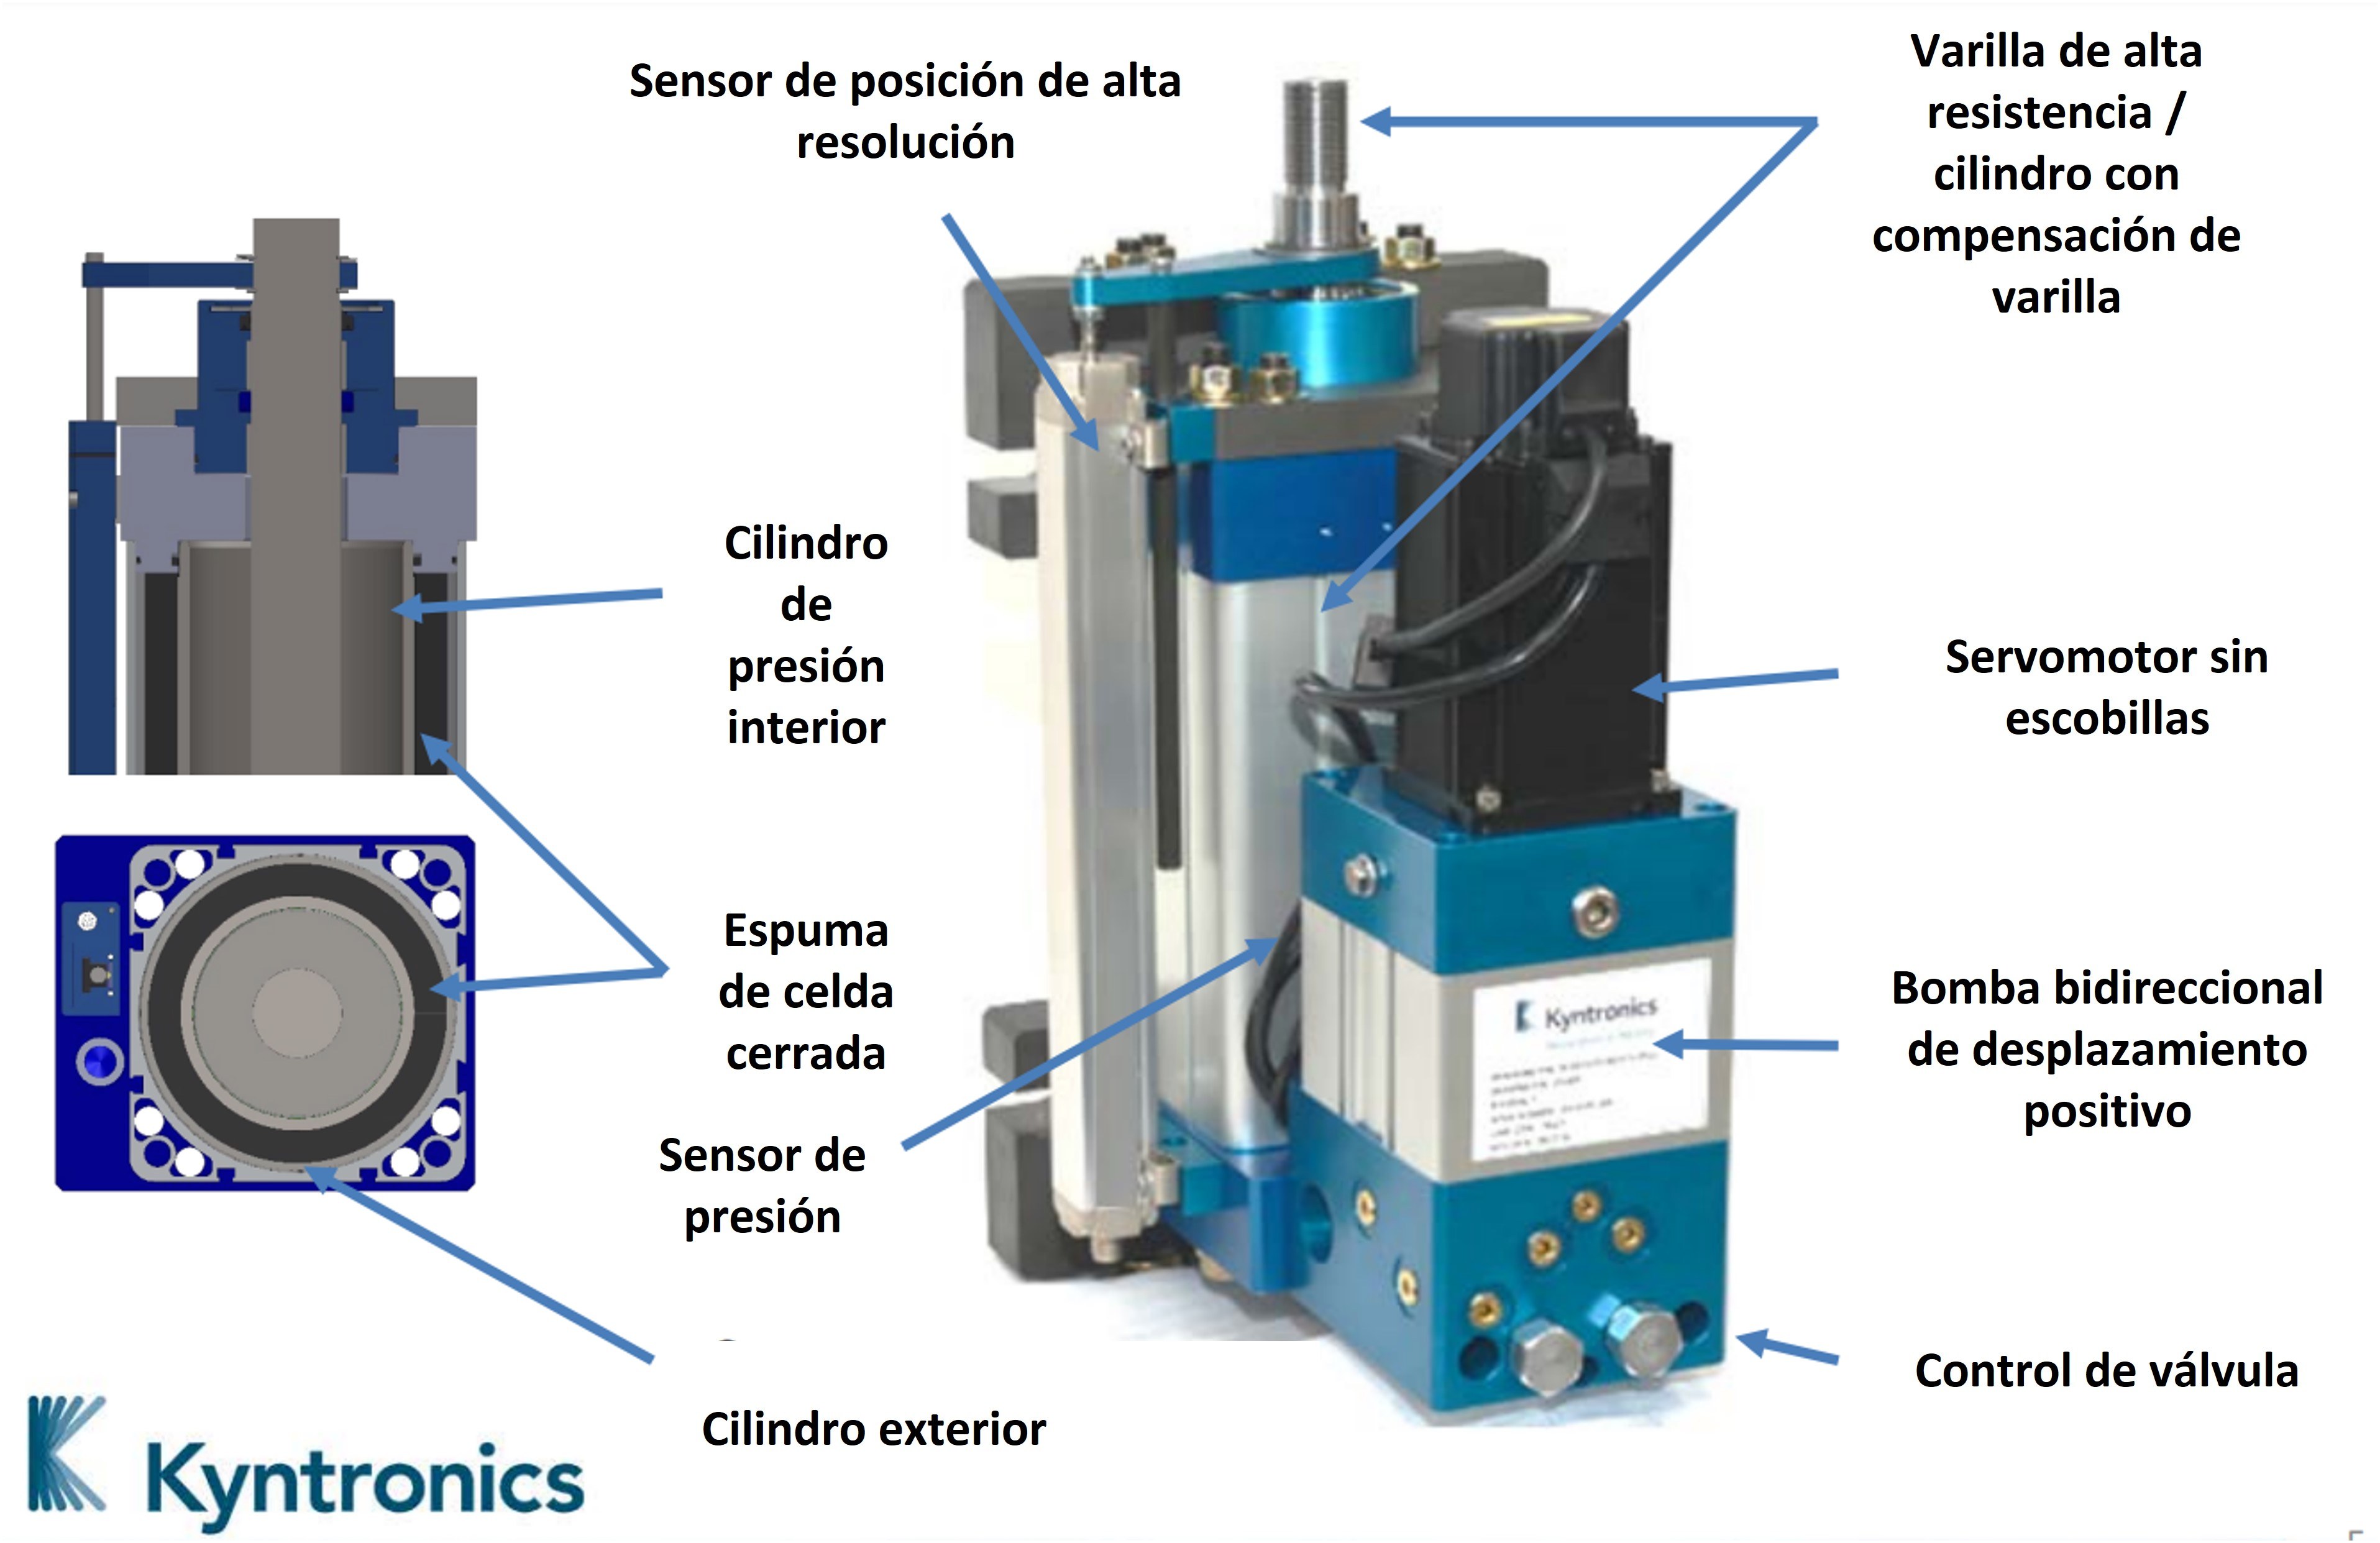 Sensor de posición de alta
resolución
Varilla de alta
resistencia /
cilindro con
compensación de
varilla
Cilindro
de
presión
interior
Servomotor sin
escobillas
Espuma
de celda
cerrada
Bomba bidireccional
de desplazamiento
positivo
Kyntronics
Sensor de
presión
Control de válvula
Cilindro exterior
Kyntronics